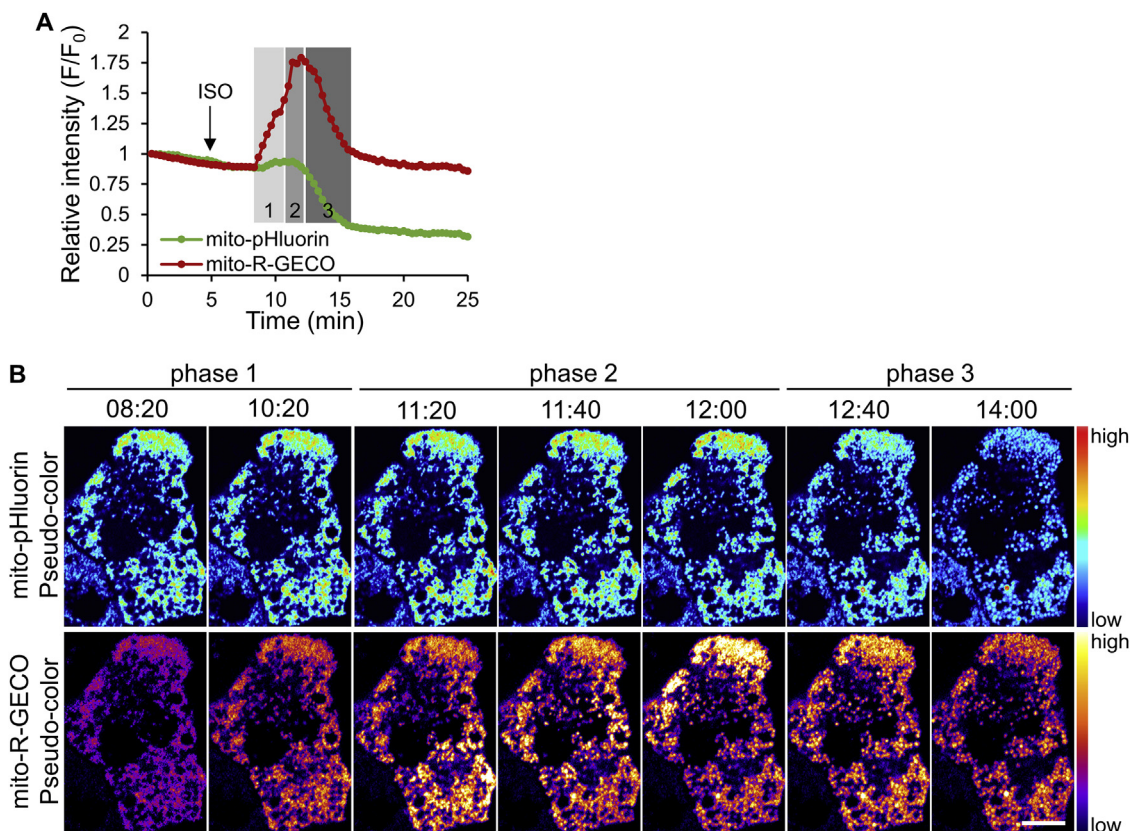 A
Relative intensity (F/F0)
2
1.75
1.5
1.25
1
0.75
0.5
0.25
0
ISO
1 2 3
mito-pHluorin
mito-R-GECO
0 5 10 15 20 25
Time (min)
B
phase 1 phase 2 phase 3
08:20 10:20 11:20 11:40 12:00 12:40 14:00
mito-pHluorin
Pseudo-color
high
low
mito-R-GECO
Pseudo-color
high
low